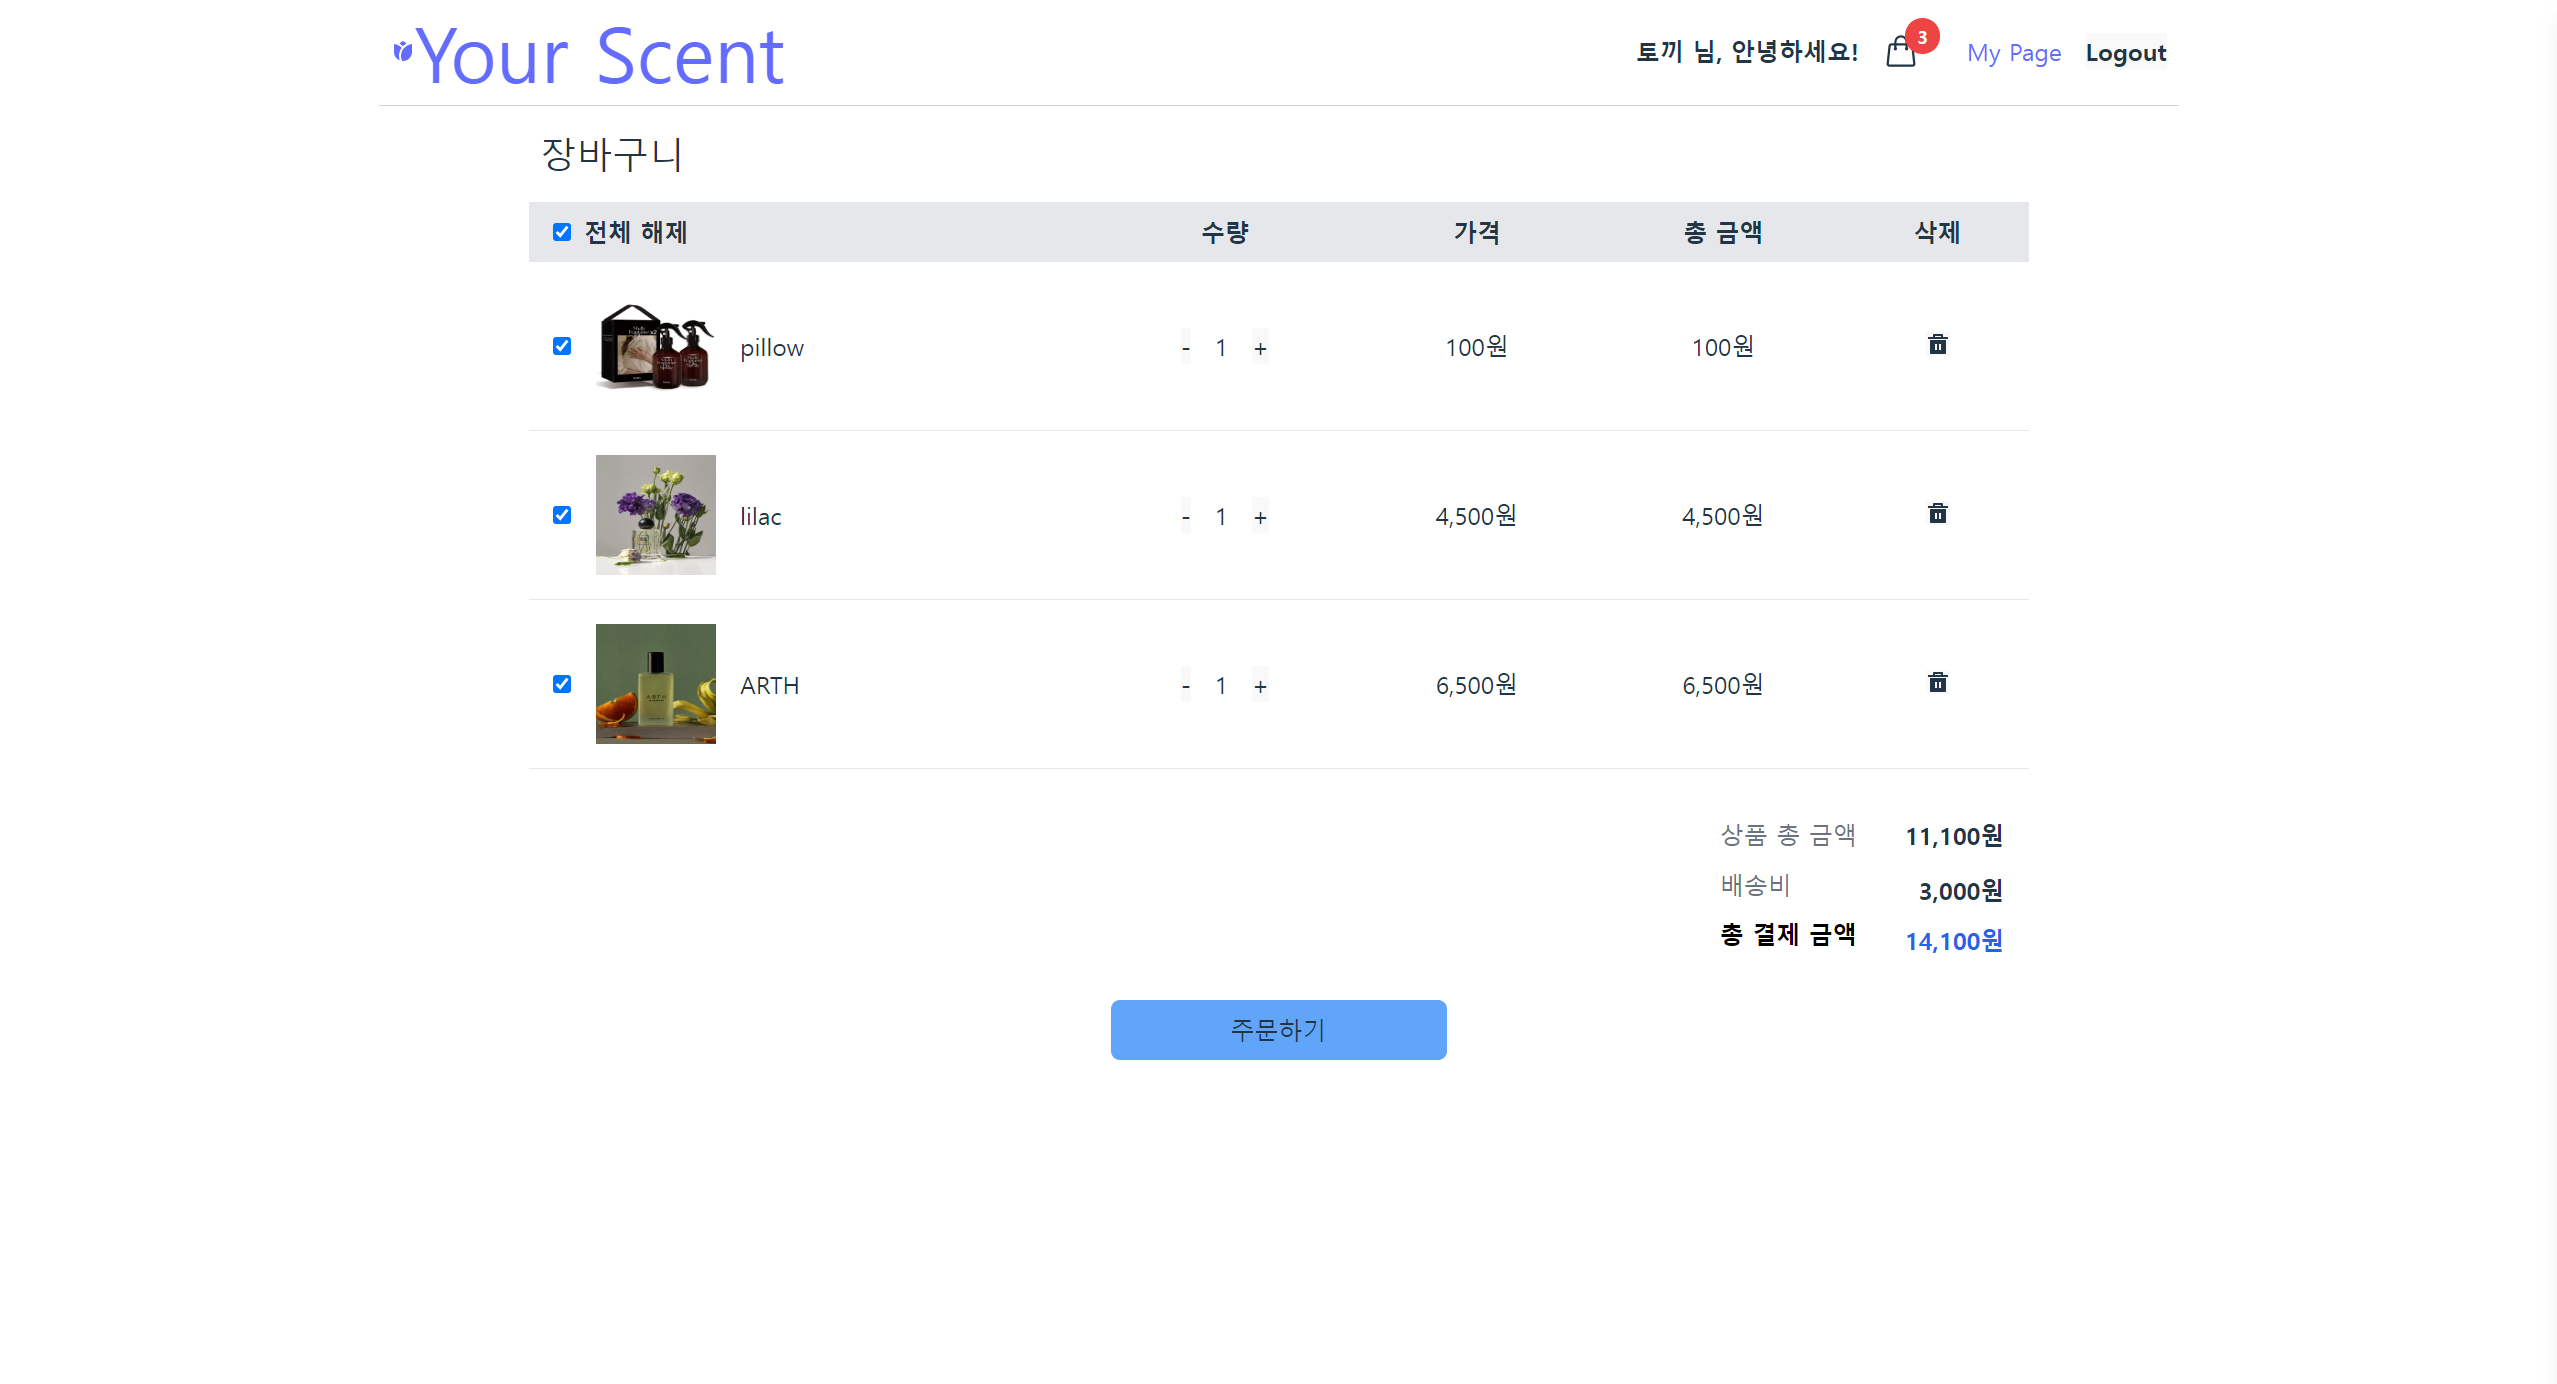 Your Scent
토끼 님, 안녕하세요! 3 My Page Logout
장바구니
전체 해제 수량 가격 총 금액 삭제
pillow - 1 + 100원 100원
lilac - 1 + 4,500원 4,500원
ARTH
ARTH - 1 + 6,500원 6,500원
상품 총 금액 11,100원
배송비 3,000원
총 결제 금액 14,100원
주문하기